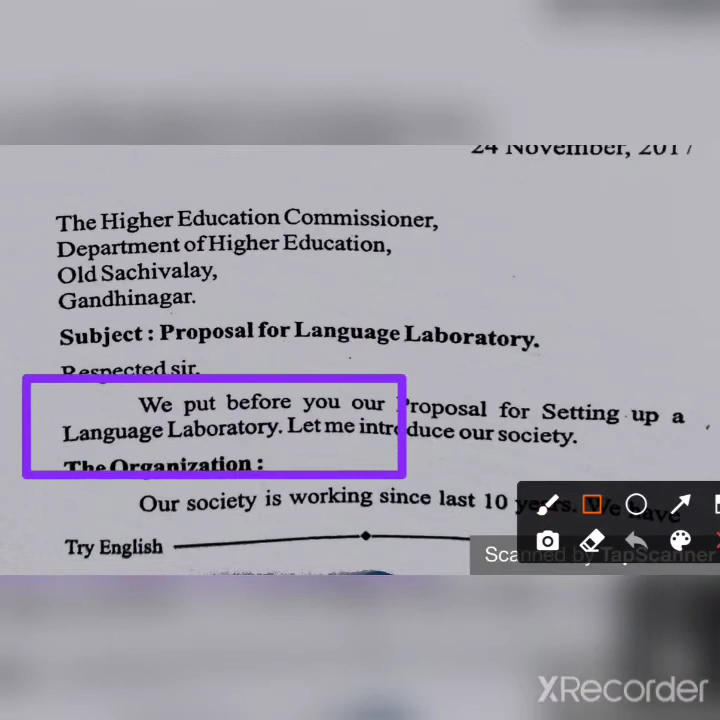 24 November, 2017
The Higher Education Commissioner,
Department of Higher Education,
Old Sachivalay,
Gandhinagar.
Subject : Proposal for Language Laboratory.
Respected sir.
We put before you our Proposal for Setting up a
Language Laboratory. Let me introduce our society.
The Organization :
Our society is working since last 10 years. We have
Try English
Scanned by TapScanner
XRecorder